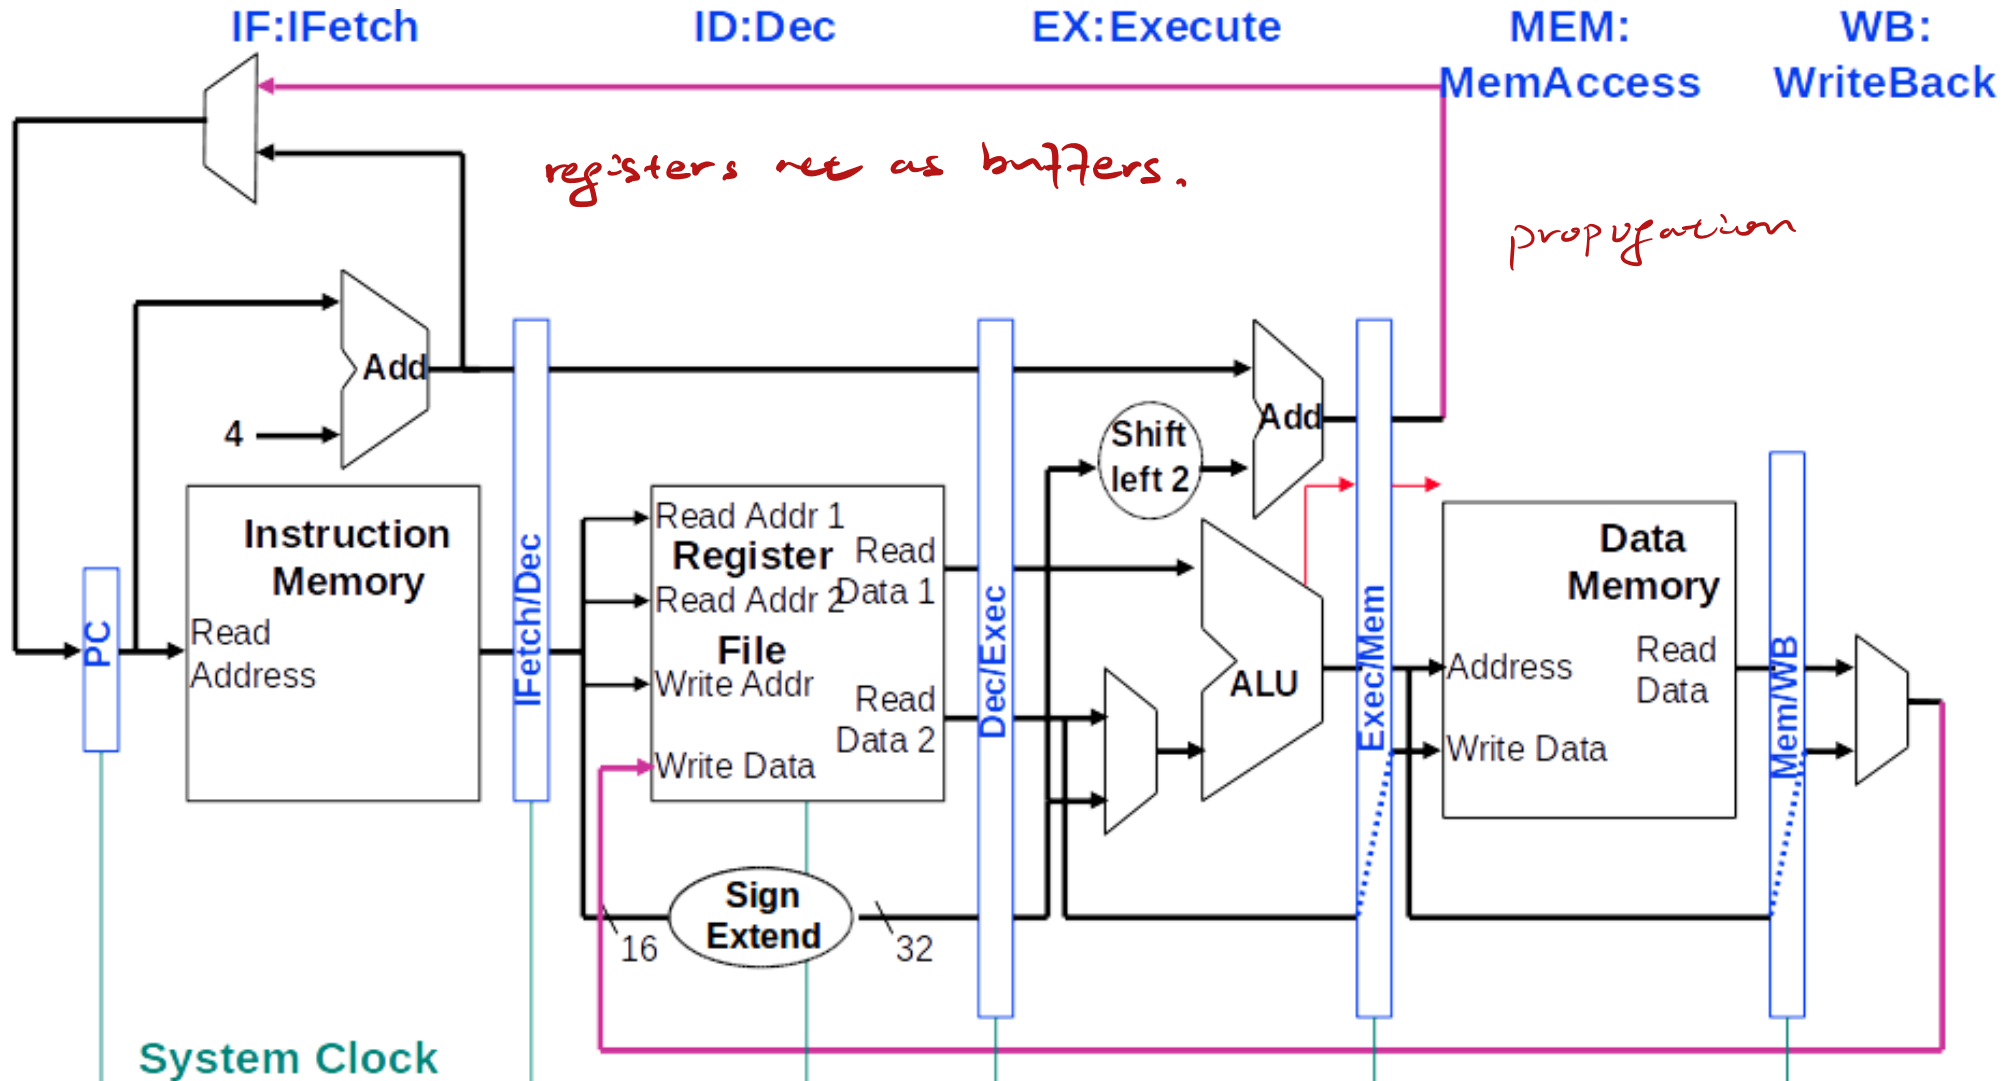 IF:IFetch
ID:Dec
EX:Execute
MEM:
MemAccess
WB:
WriteBack
registers act as buffers.
propugation
Add
4
Add
Shift
left 2
Instruction
Memory
Read
Address
PC
IFetch/Dec
Read Addr 1
Register
Read Addr 2
File
Write Addr
Write Data
Read
Data 1
Read
Data 2
Dec/Exec
ALU
Exec/Mem
Data
Memory
Address
Write Data
Read
Data
Mem/WB
Sign
Extend
16
32
System Clock